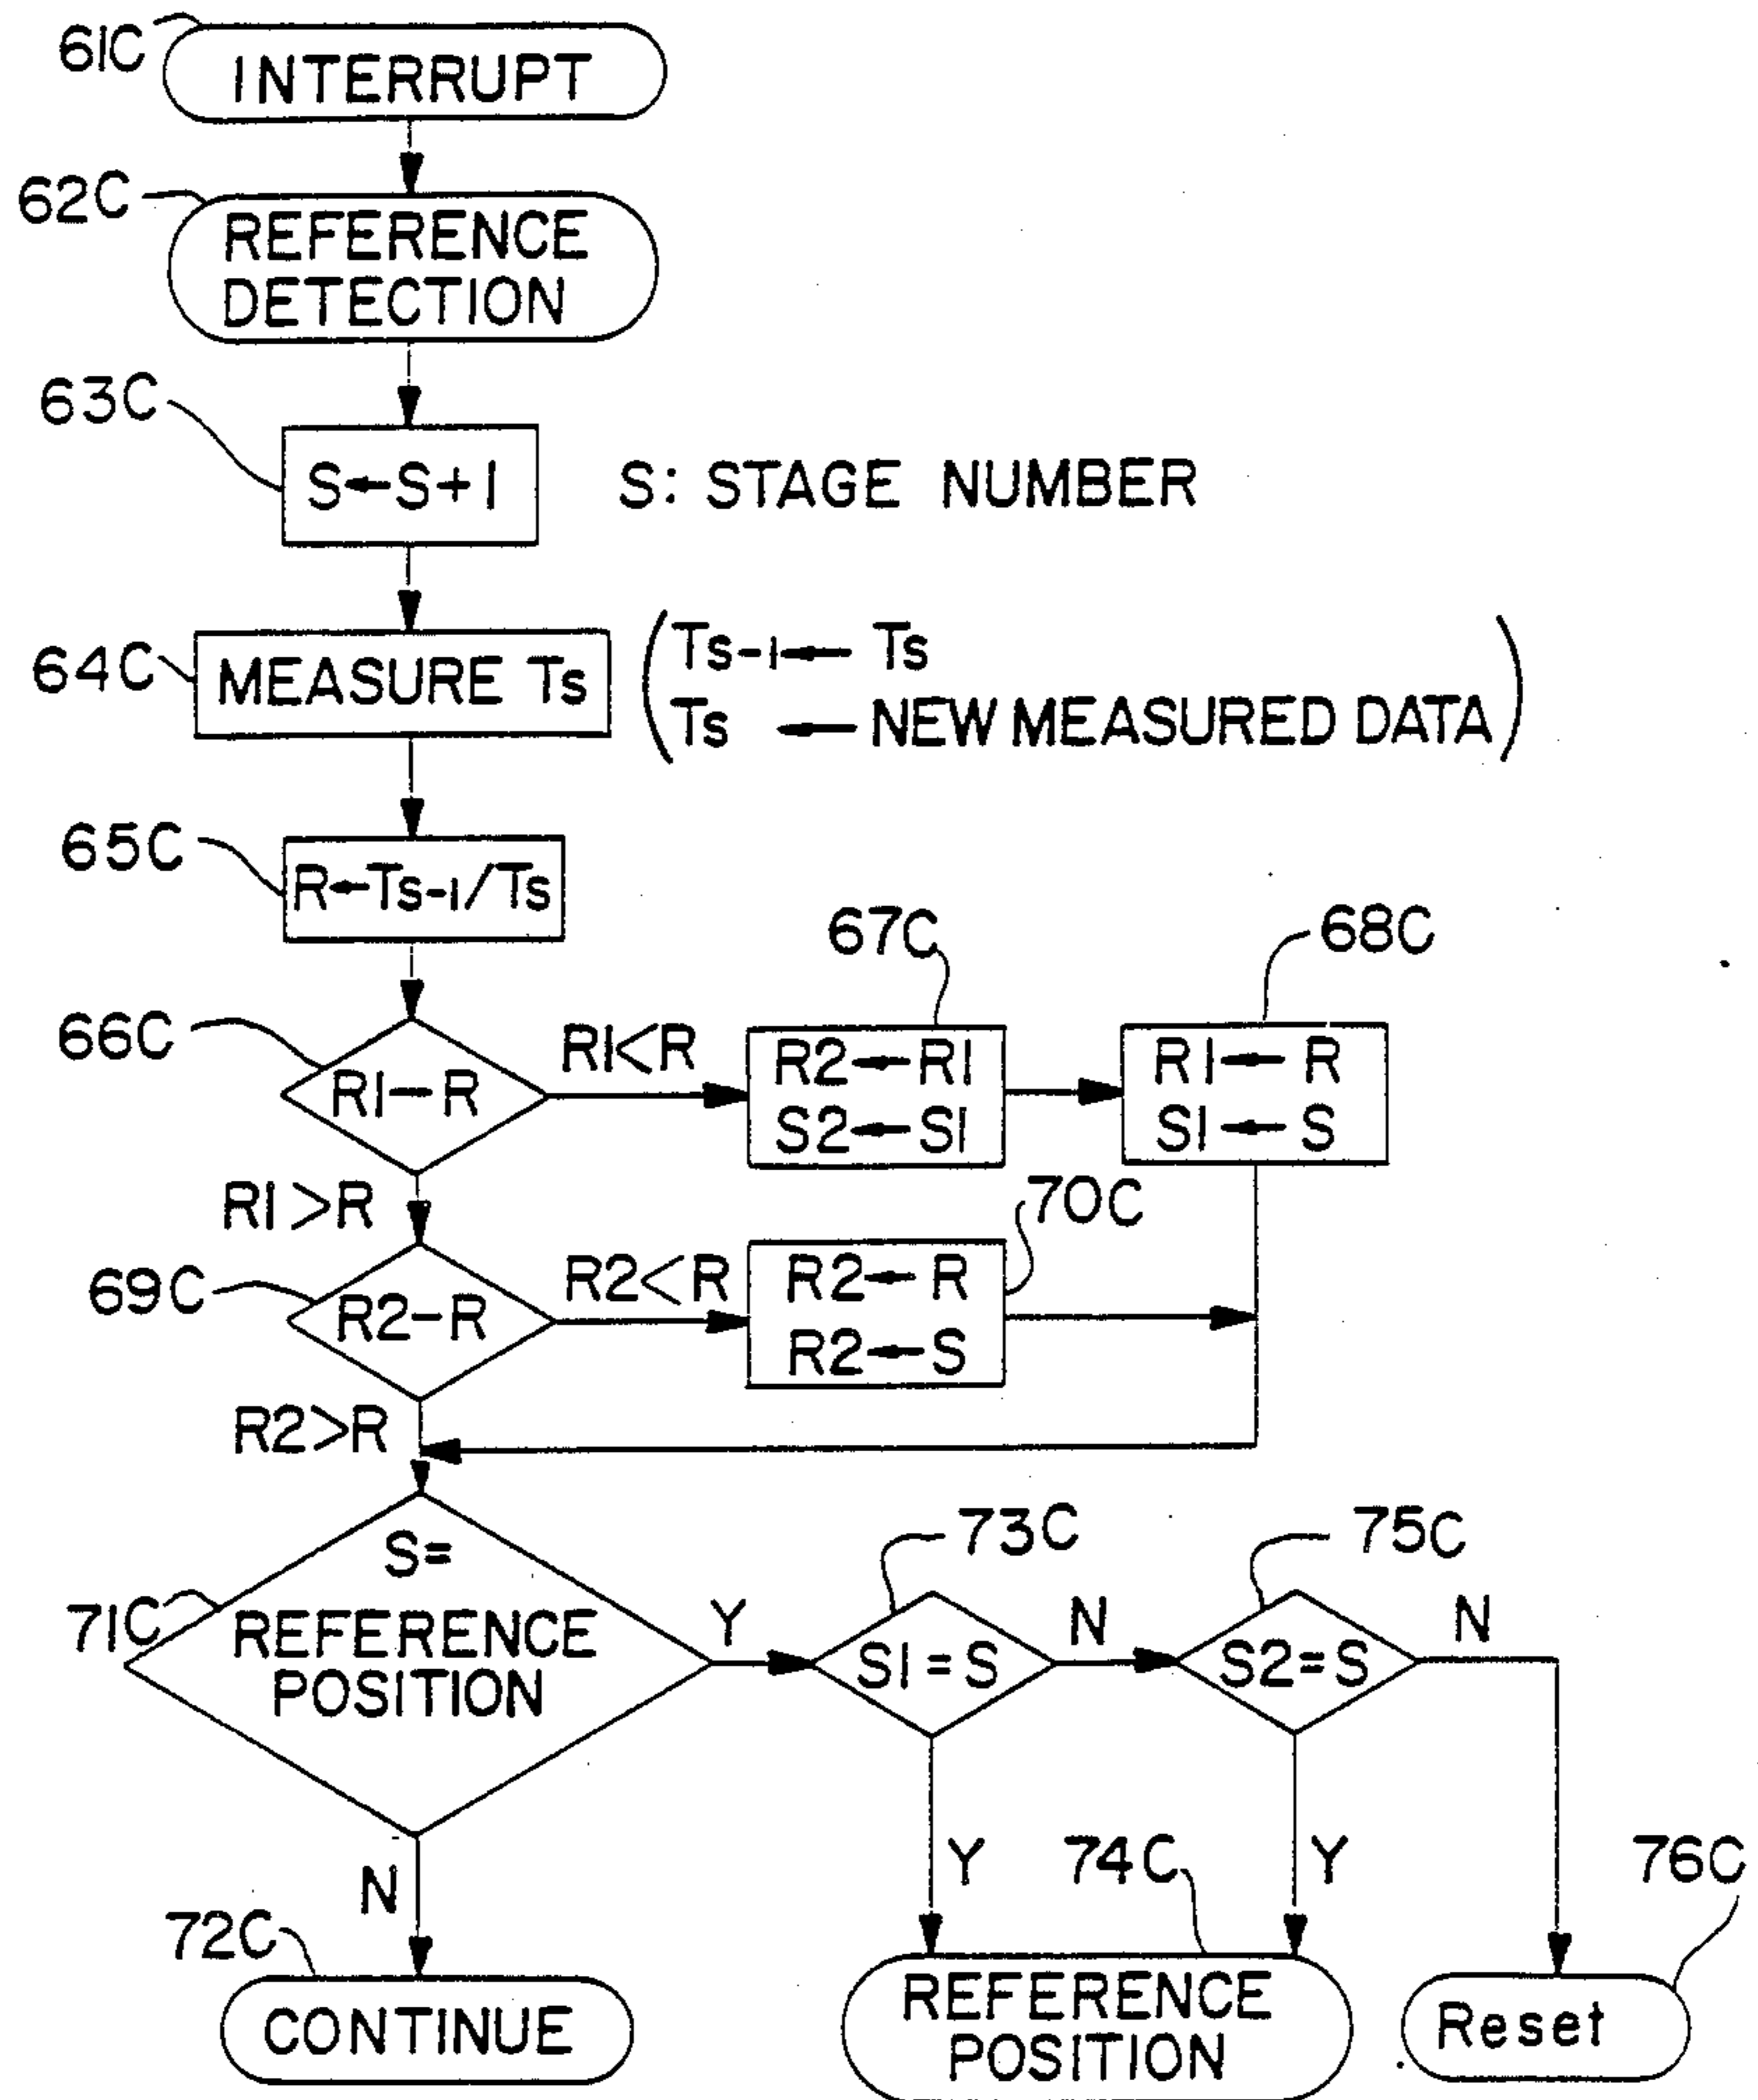 61C
INTERRUPT
62C
REFERENCE
DETECTION
63C
S←S+1
S: STAGE NUMBER
64C
MEASURE Ts
Ts-1← Ts
Ts ← NEW MEASURED DATA
65C
R←Ts-1/Ts
66C
R1-R
R1<R
67C
R2←R1
S2←S1
68C
R1←R
S1←S
R1>R
69C
R2-R
R2<R
70C
R2←R
R2←S
R2>R
71C
S=
REFERENCE
POSITION
Y
73C
S1=S
N
75C
S2=S
N
N
72C
CONTINUE
Y
74C
Y
REFERENCE
POSITION
76C
Reset